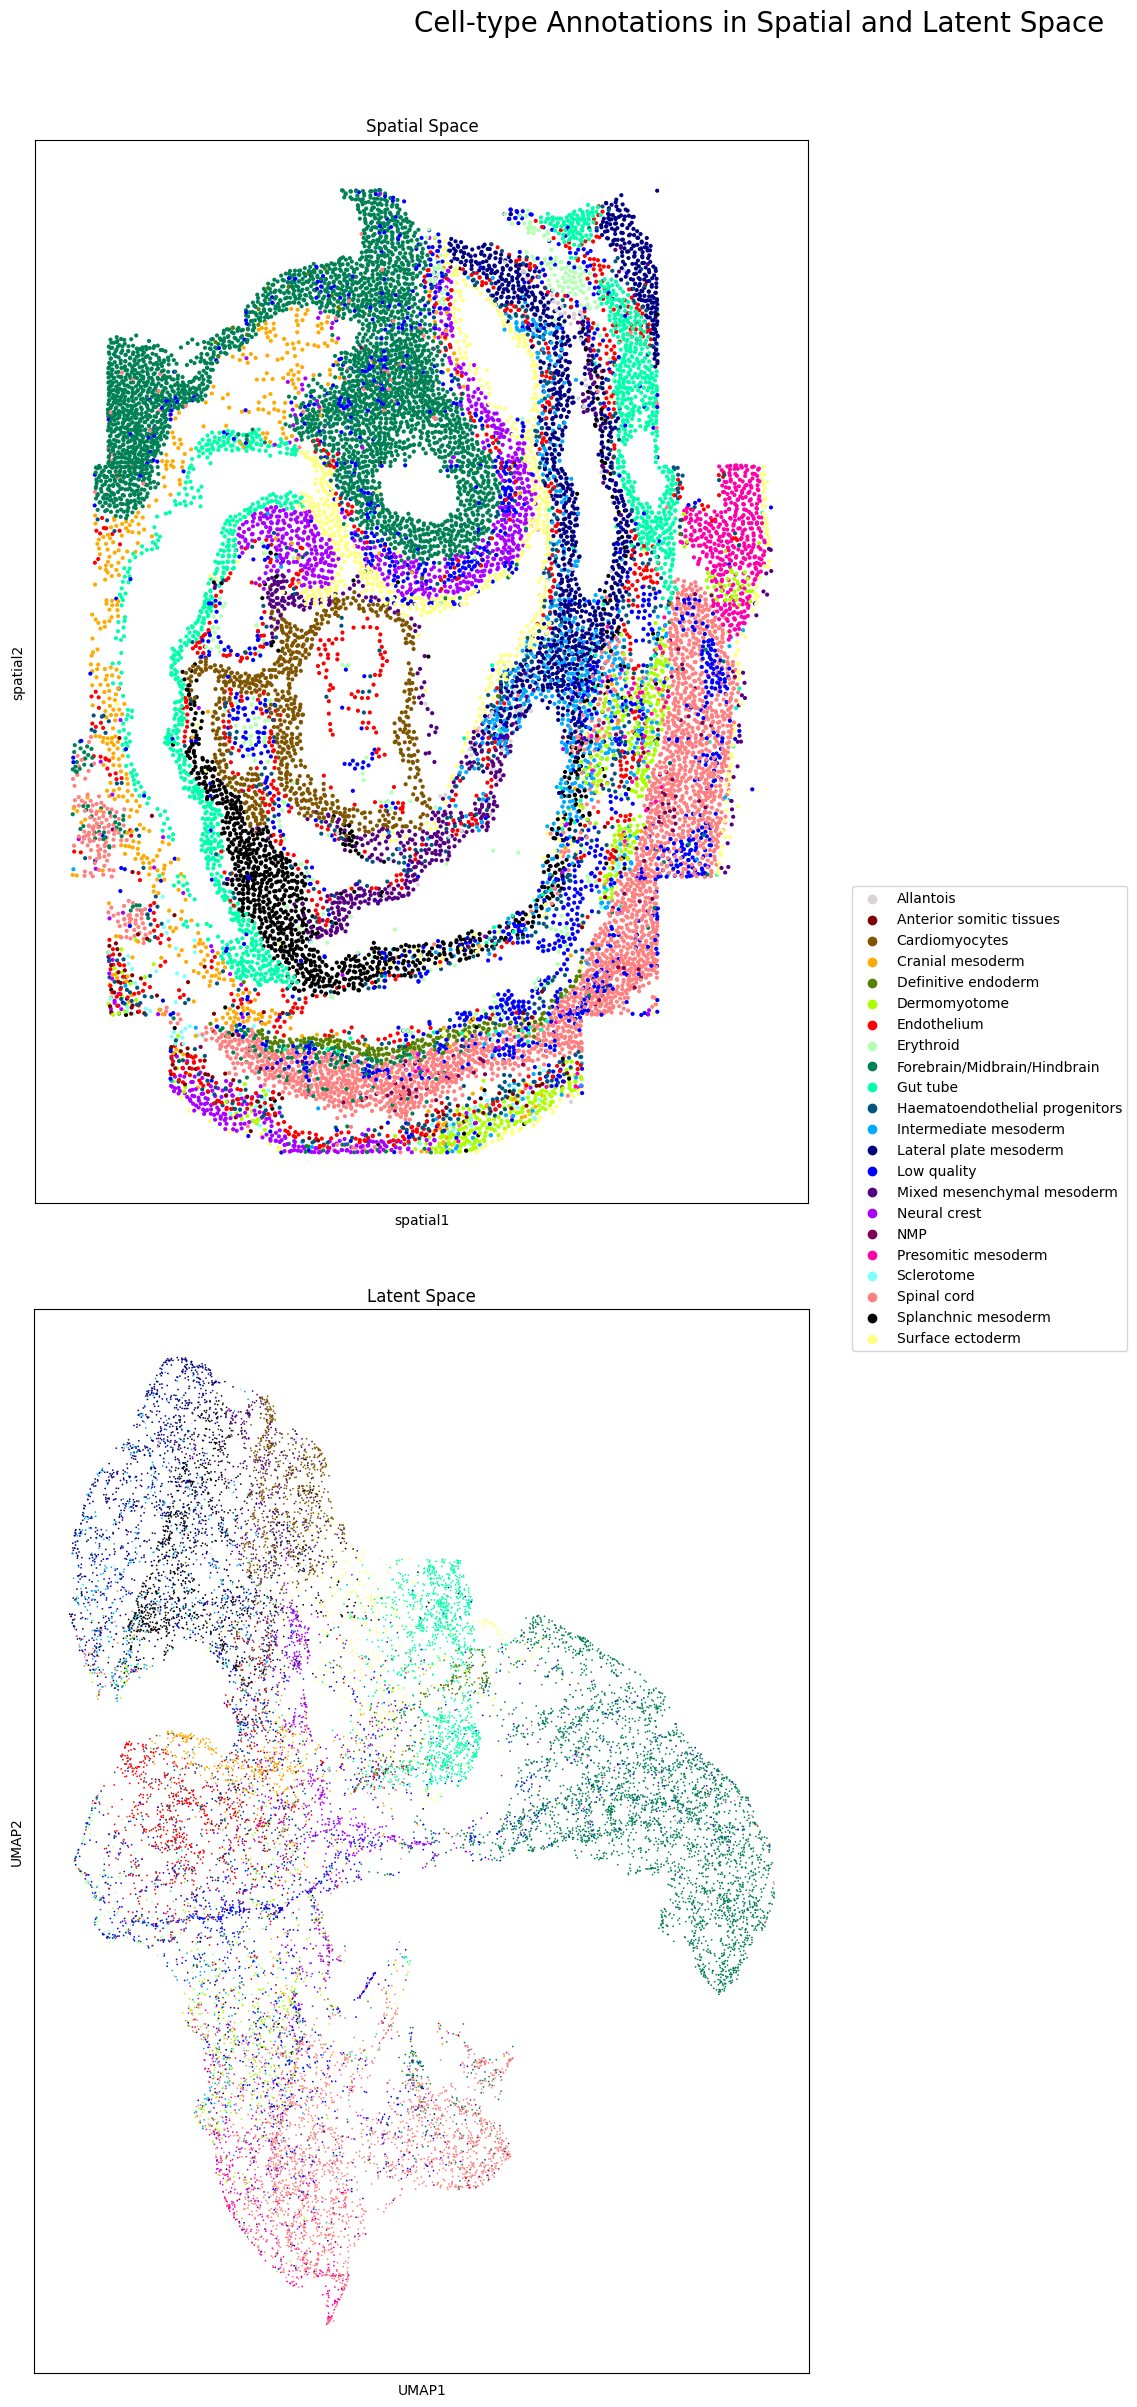 Cell-type Annotations in Spatial and Latent Space
Spatial Space
spatial2
spatial1
Allantois
Anterior somitic tissues
Cardiomyocytes
Cranial mesoderm
Definitive endoderm
Dermomyotome
Endothelium
Erythroid
Forebrain/Midbrain/Hindbrain
Gut tube
Haematoendothelial progenitors
Intermediate mesoderm
Lateral plate mesoderm
Low quality
Mixed mesenchymal mesoderm
Neural crest
NMP
Presomitic mesoderm
Sclerotome
Spinal cord
Splanchnic mesoderm
Surface ectoderm
Latent Space
UMAP2
UMAP1